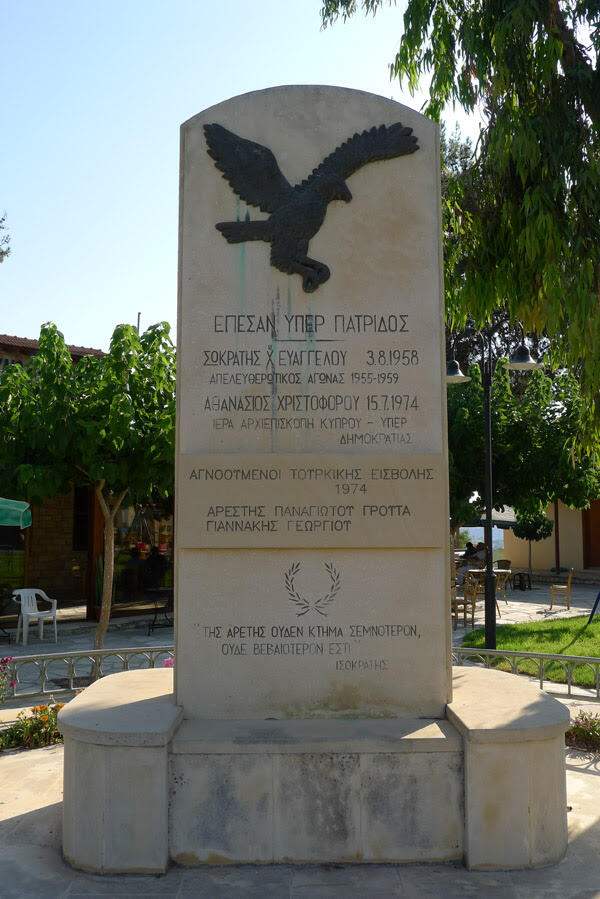 ΕΠΕΣΑΝ ΥΠΕΡ ΠΑΤΡΙΔΟΣ
ΣΩΚΡΑΤΗΣ Χ ΕΥΑΓΓΕΛΟΥ 3.8.1958
ΑΠΕΛΕΥΘΕΡΩΤΙΚΟΣ ΑΓΩΝΑΣ 1955-1959
ΑΘΑΝΑΣΙΟΣ ΧΡΙΣΤΟΦΟΡΟΥ 15.7.1974
ΙΕΡΑ ΑΡΧΙΕΠΙΣΚΟΠΗ ΚΥΠΡΟΥ - ΥΠΕΡ
ΔΗΜΟΚΡΑΤΙΑΣ
ΑΓΝΟΟΥΜΕΝΟΙ ΤΟΥΡΚΙΚΗΣ ΕΙΣΒΟΛΗΣ
1974
ΑΡΕΣΤΗΣ ΠΑΝΑΓΙΩΤΟΥ ΓΡΟΥΤΑ
ΓΙΑΝΝΑΚΗΣ ΓΕΩΡΓΙΟΥ
"ΤΗΣ ΑΡΕΤΗΣ ΟΥΔΕΝ ΚΤΗΜΑ ΣΕΜΝΟΤΕΡΟΝ,
ΟΥΔΕ ΒΕΒΑΙΟΤΕΡΟΝ ΕΣΤΙ"
ΙΣΟΚΡΑΤΗΣ